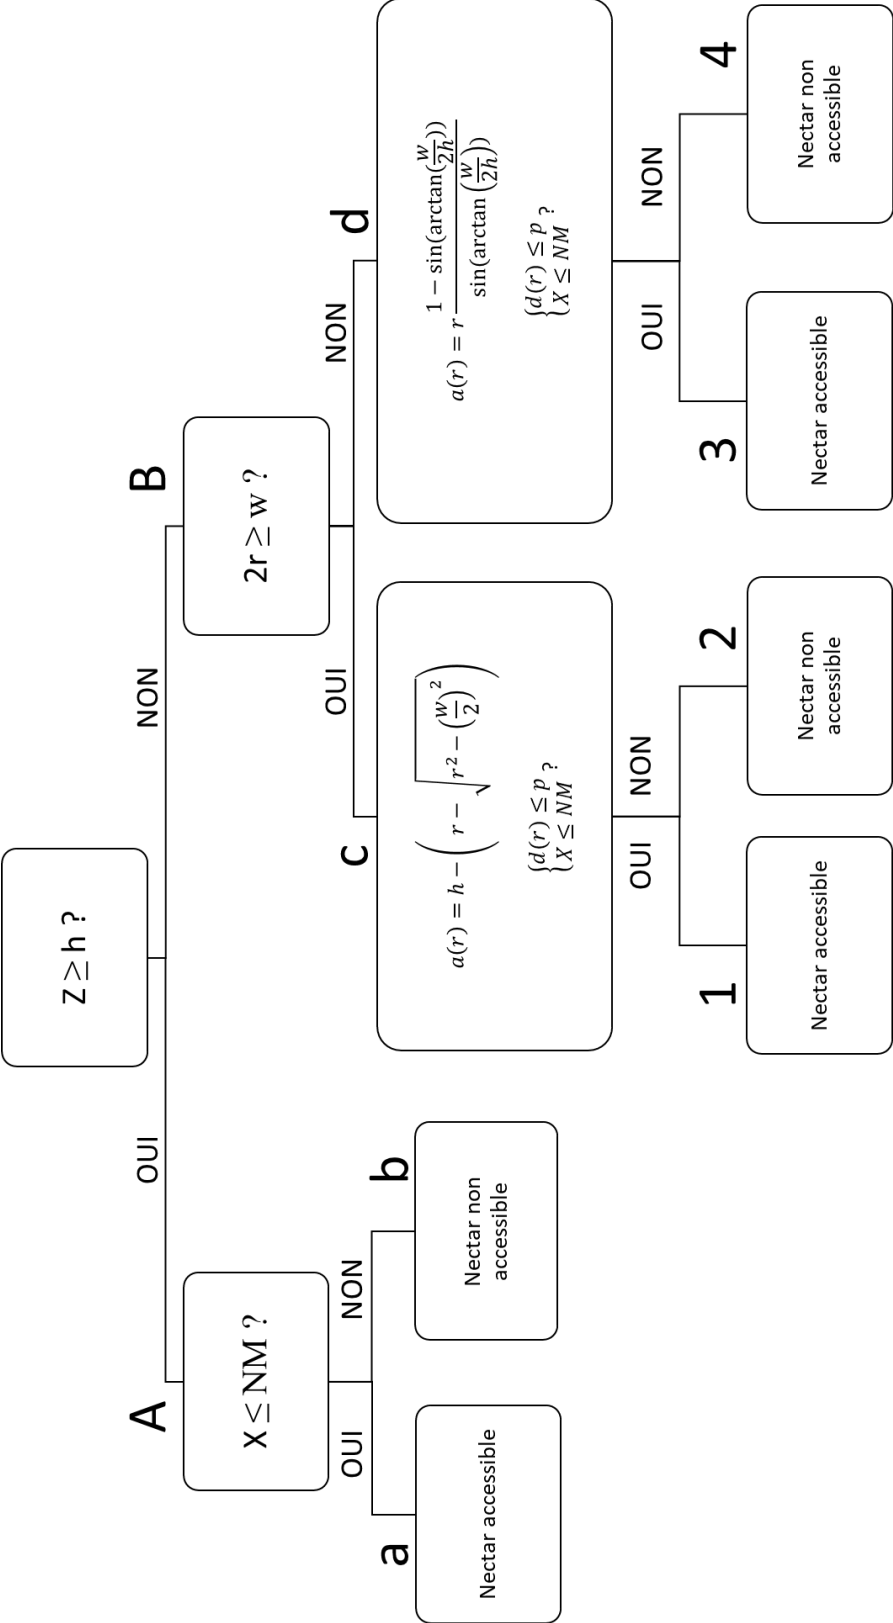 Z ≥ h ?
OUI
NON
A
X ≤ NM ?
B
2r ≥ w ?
OUI
NON
OUI
NON
a
Nectar accessible
b
Nectar non
accessible
c
a(r) = h − ( r − √(r² − (w/2)²) )
{d(r) ≤ p
{X ≤ NM ?
d
a(r) = r (1 − sin(arctan(w/2h))) / (sin(arctan(w/2h)))
{d(r) ≤ p
{X ≤ NM ?
OUI
NON
OUI
NON
1
Nectar accessible
2
Nectar non
accessible
3
Nectar accessible
4
Nectar non
accessible